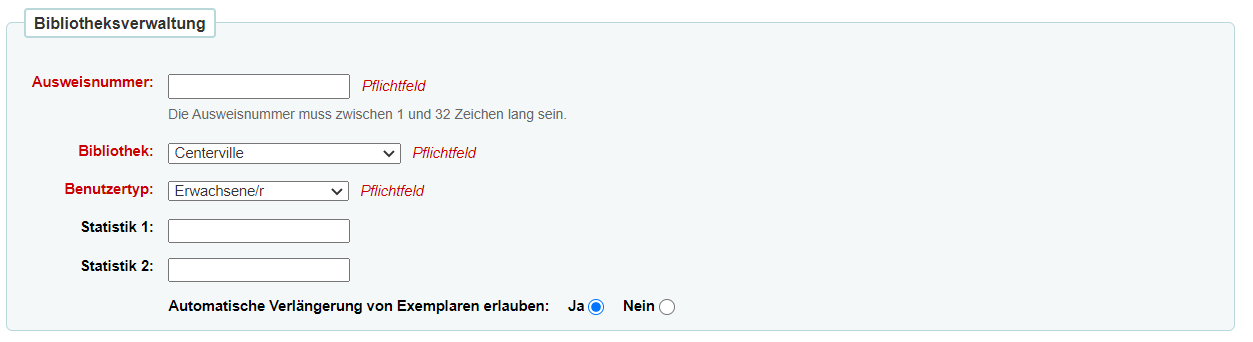 Bibliotheksverwaltung
Ausweisnummer: Pflichtfeld
Die Ausweisnummer muss zwischen 1 und 32 Zeichen lang sein.
Bibliothek: Centerville Pflichtfeld
Benutzertyp: Erwachsene/r Pflichtfeld
Statistik 1:
Statistik 2:
Automatische Verlängerung von Exemplaren erlauben: Ja Nein